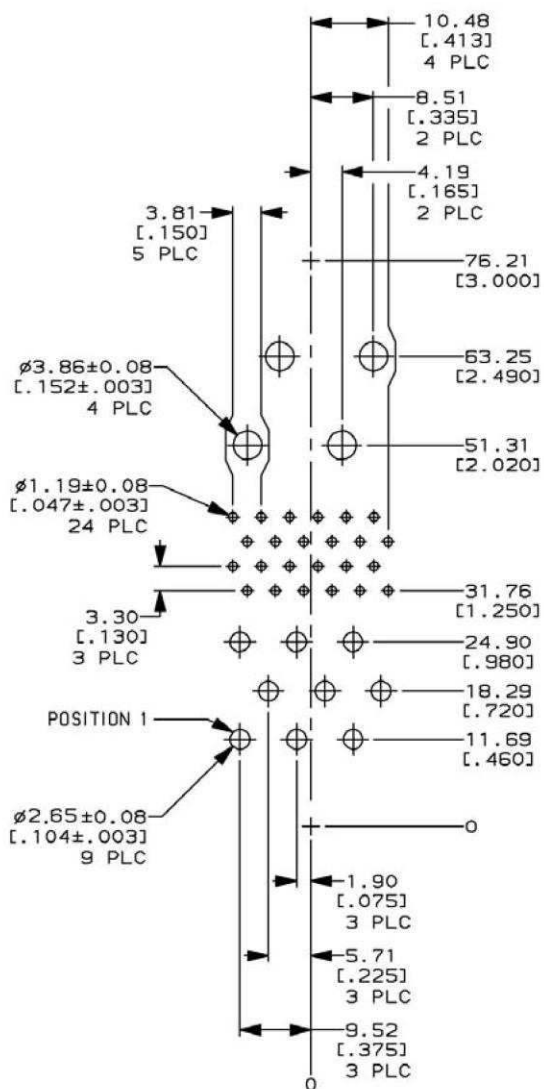 10.48
[.413]
4 PLC
8.51
[.335]
2 PLC
4.19
[.165]
2 PLC
3.81
[.150]
5 PLC
76.21
[3.000]
ø3.86±0.08
[.152±.003]
4 PLC
63.25
[2.490]
51.31
[2.020]
ø1.19±0.08
[.047±.003]
24 PLC
3.30
[.130]
3 PLC
31.76
[1.250]
24.90
[.980]
18.29
[.720]
POSITION 1
11.69
[.460]
ø2.65±0.08
[.104±.003]
9 PLC
0
1.90
[.075]
3 PLC
5.71
[.225]
3 PLC
9.52
[.375]
3 PLC
0